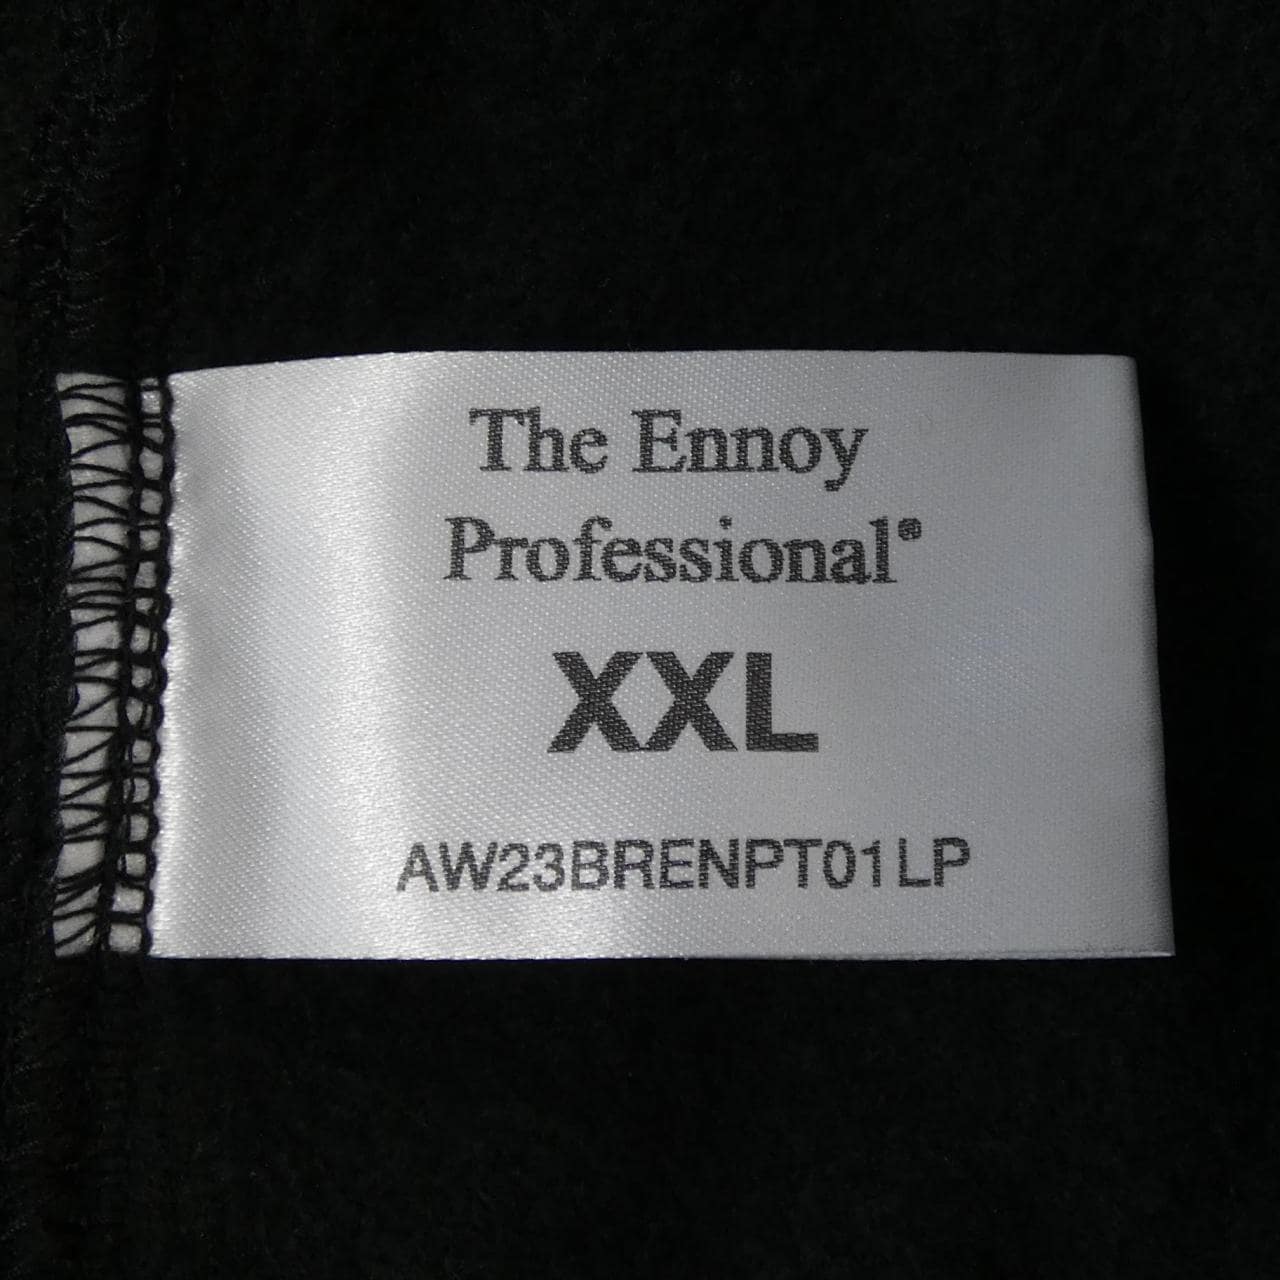 The Ennoy
Professional®
XXL
AW23BRENPT01LP